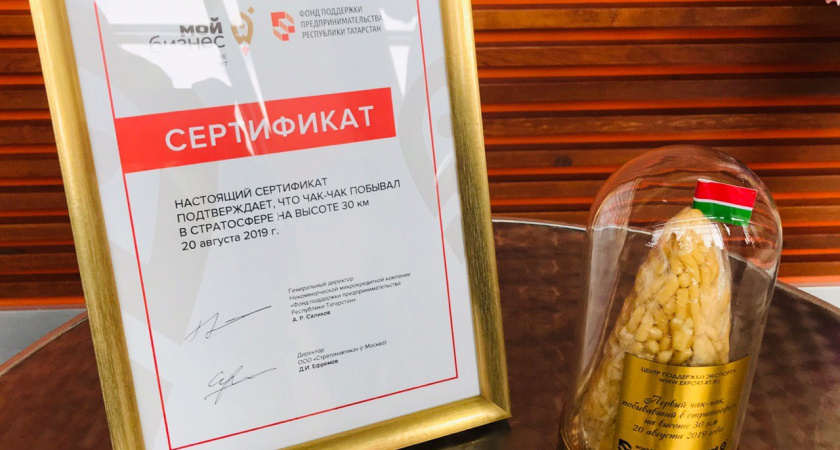 мой
бизнес
ФОНД ПОДДЕРЖКИ
ПРЕДПРИНИМАТЕЛЬСТВА
РЕСПУБЛИКИ ТАТАРСТАН
СЕРТИФИКАТ
НАСТОЯЩИЙ СЕРТИФИКАТ
ПОДТВЕРЖДАЕТ, ЧТО ЧАК-ЧАК ПОБЫВАЛ
В СТРАТОСФЕРЕ НА ВЫСОТЕ 30 км
20 августа 2019 г.
Генеральный директор
Некоммерческой микрокредитной компании
«Фонд поддержки предпринимательства
Республики Татарстан»
А. Р. Салихов
Директор
ООО «Стратонавтика» (г.Москва)
Д.И. Ефремов
ЦЕНТР ПОДДЕРЖКИ ЭКСПОРТА
WWW.EXPORT-RT.RU
Первый чак-чак,
побывавший в стратосфере
на высоте 30 км
20 августа 2019 года